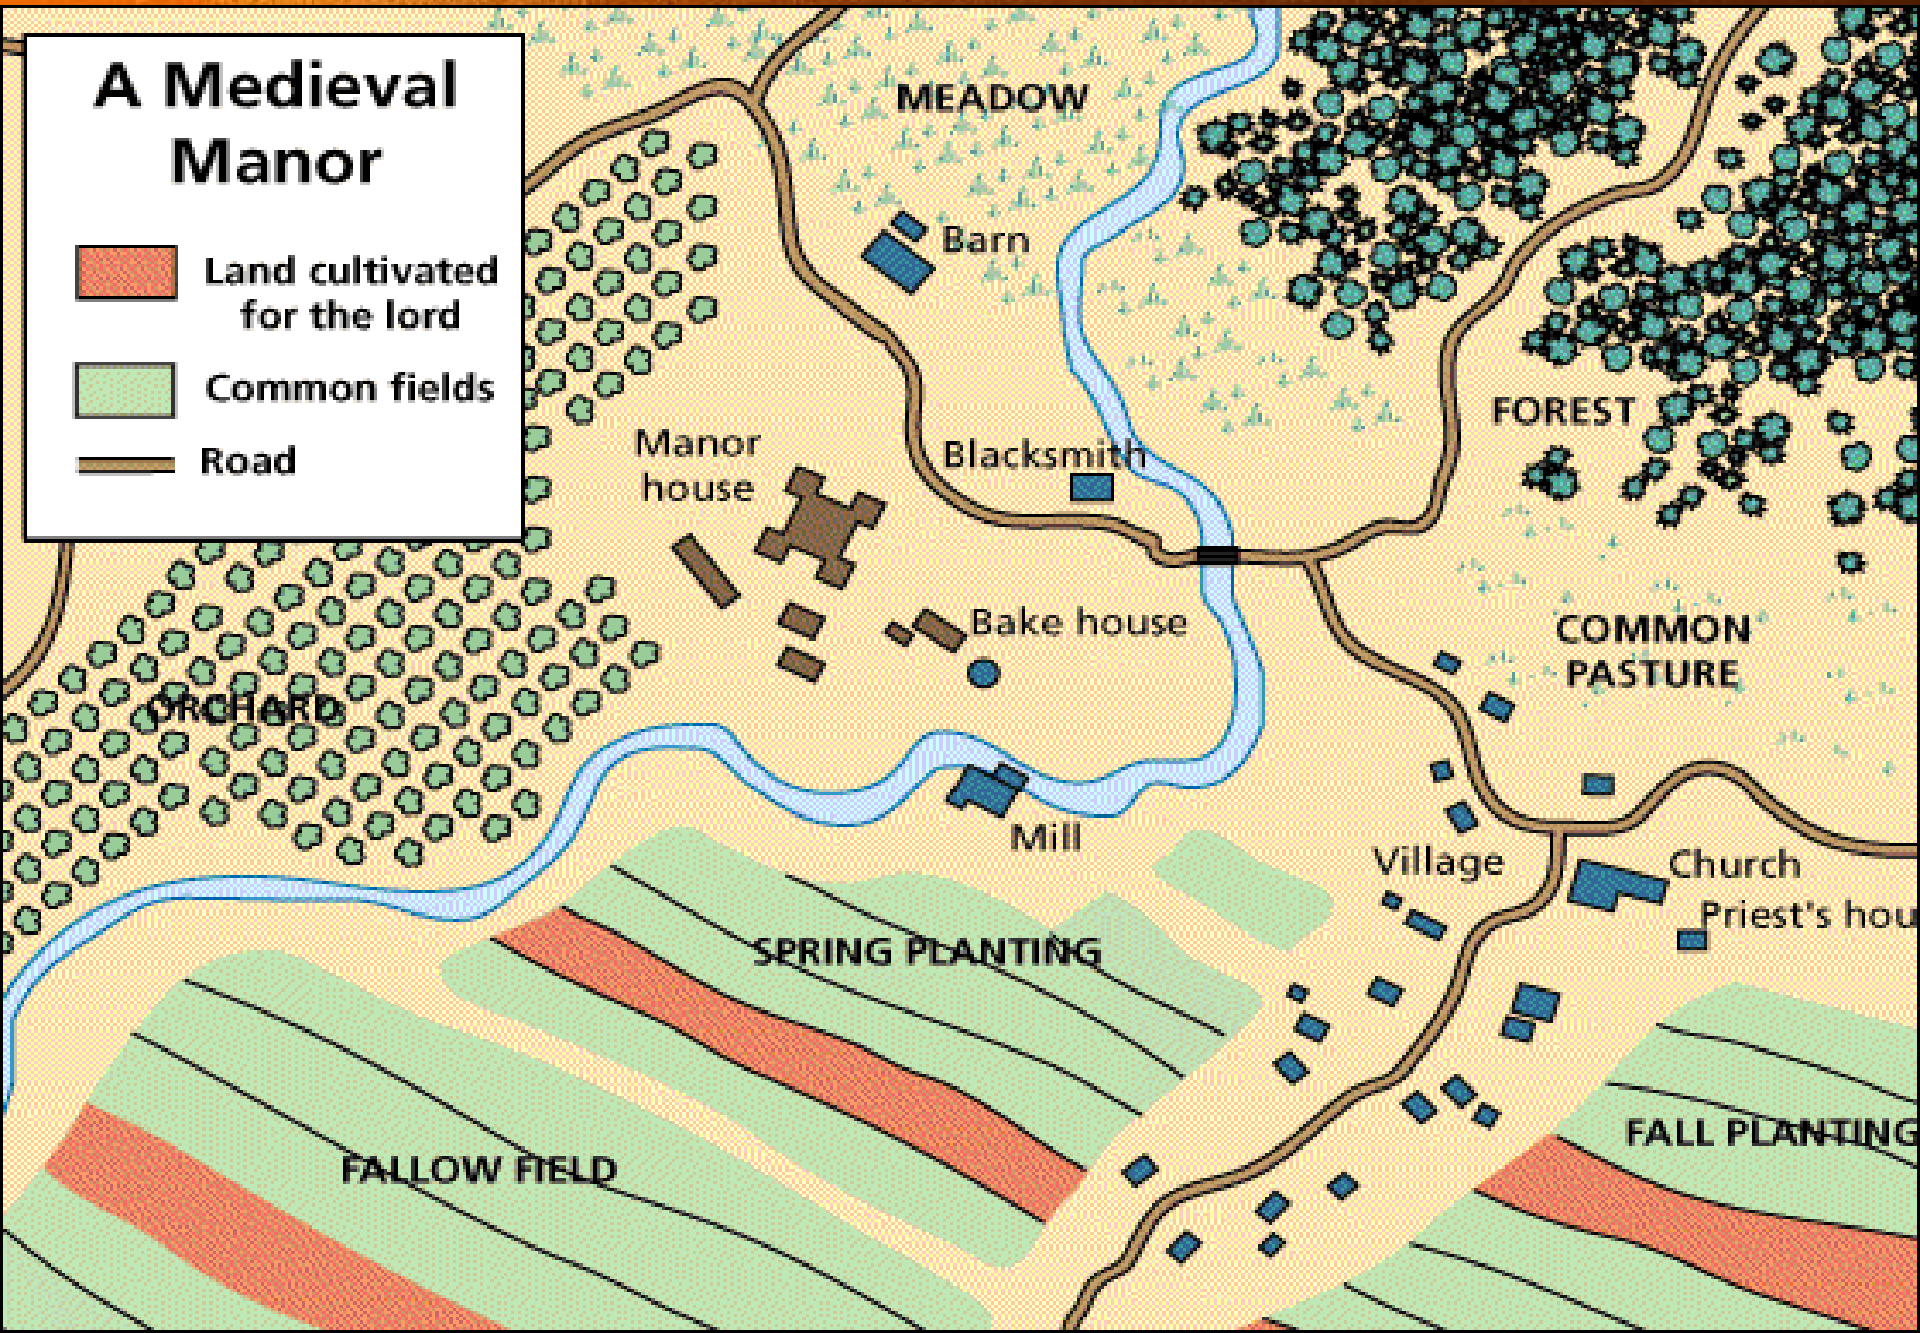 A Medieval
Manor
Land cultivated
for the lord
Common fields
Road
MEADOW
Barn
FOREST
Manor
house
Blacksmith
Bake house
COMMON
PASTURE
ORCHARD
Mill
Village
Church
Priest's hou
SPRING PLANTING
FALL PLANTING
FALLOW FIELD